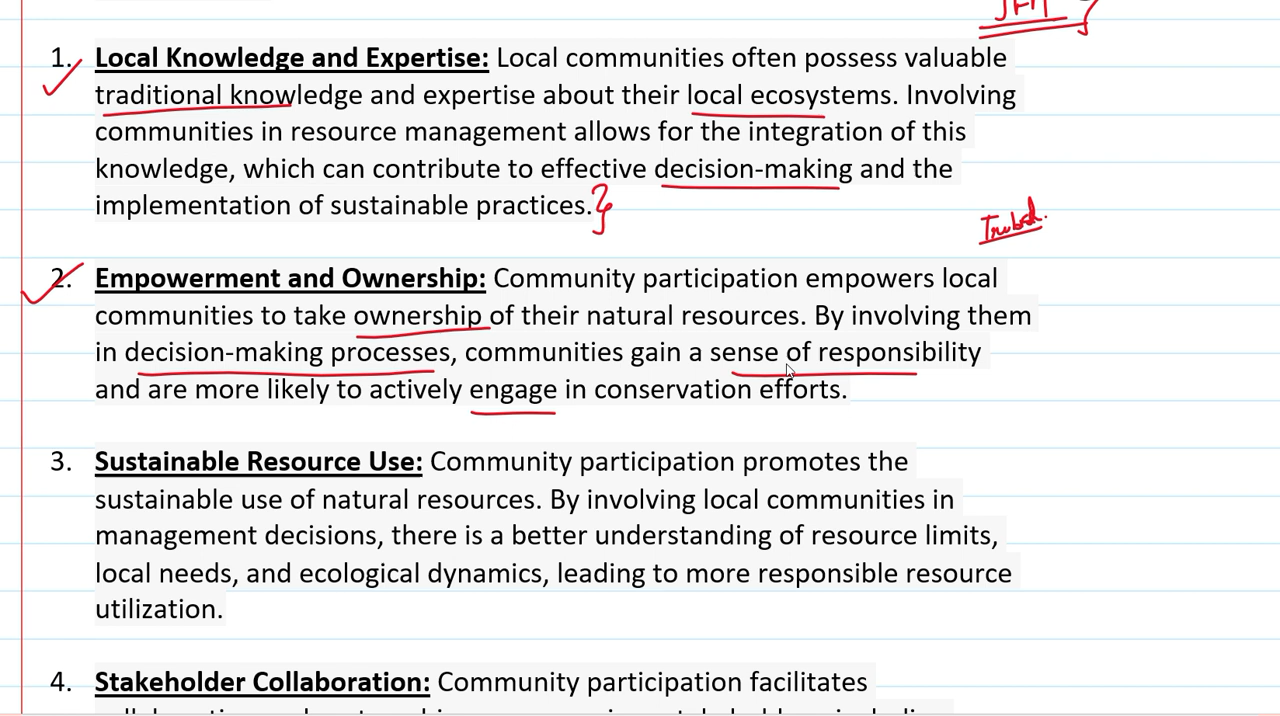 JFM
1. Local Knowledge and Expertise: Local communities often possess valuable
traditional knowledge and expertise about their local ecosystems. Involving
communities in resource management allows for the integration of this
knowledge, which can contribute to effective decision-making and the
implementation of sustainable practices.
2. Empowerment and Ownership: Community participation empowers local
communities to take ownership of their natural resources. By involving them
in decision-making processes, communities gain a sense of responsibility
and are more likely to actively engage in conservation efforts.
3. Sustainable Resource Use: Community participation promotes the
sustainable use of natural resources. By involving local communities in
management decisions, there is a better understanding of resource limits,
local needs, and ecological dynamics, leading to more responsible resource
utilization.
4. Stakeholder Collaboration: Community participation facilitates